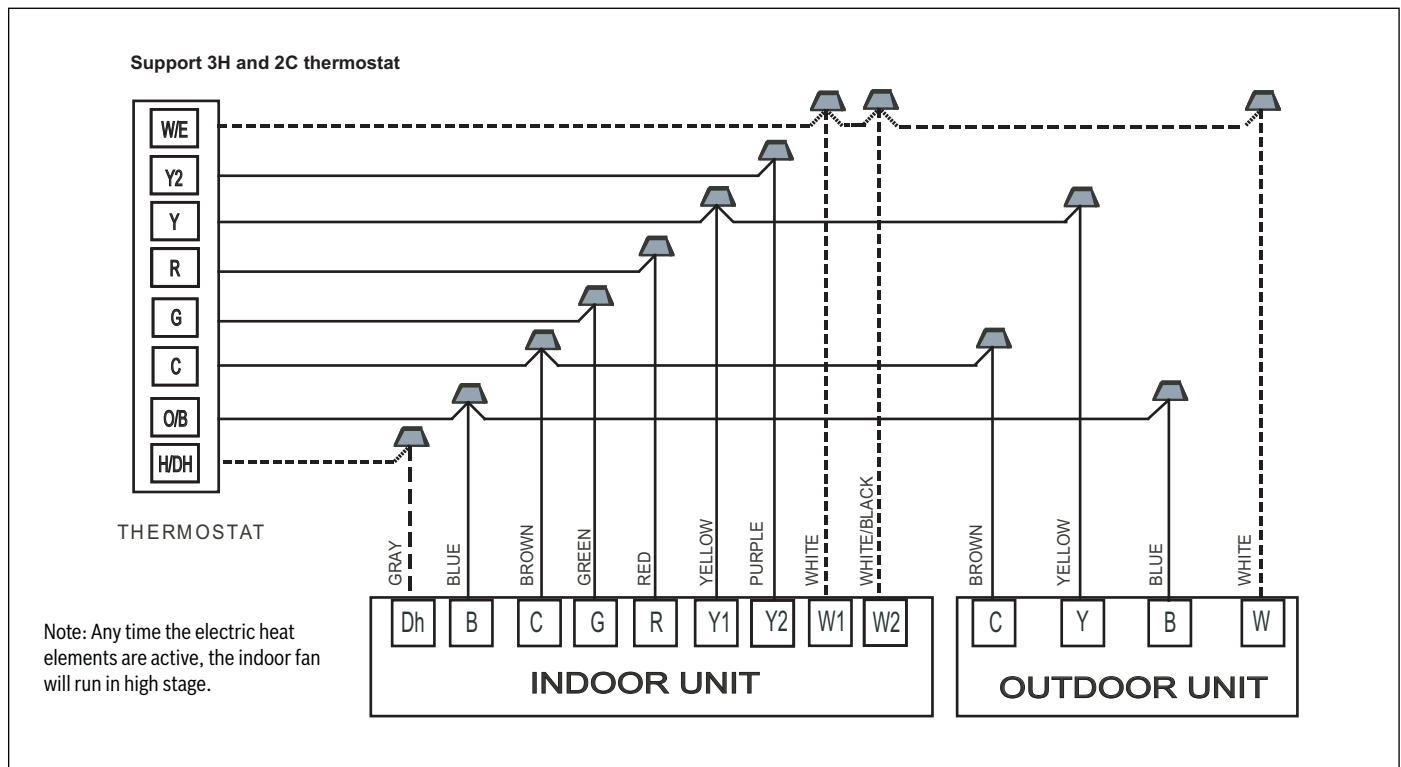 Support 3H and 2C thermostat
W/E
Y2
Y
R
G
C
O/B
H/DH
THERMOSTAT
GRAY
BLUE
BROWN
GREEN
RED
YELLOW
PURPLE
WHITE
WHITE/BLACK
BROWN
YELLOW
BLUE
WHITE
Dh B C G R Y1 Y2 W1 W2
C Y B W
INDOOR UNIT
OUTDOOR UNIT
Note: Any time the electric heat
elements are active, the indoor fan
will run in high stage.